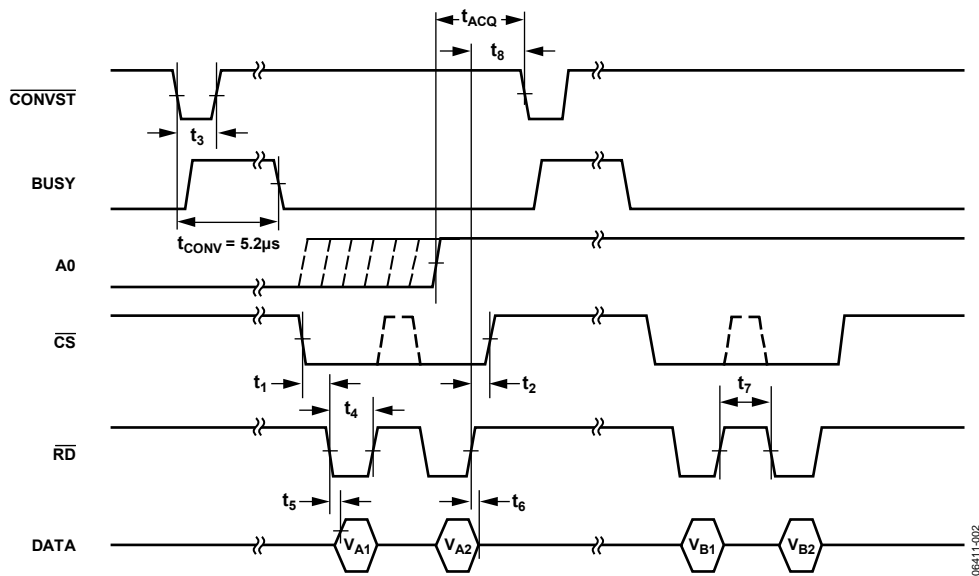 tACQ
t8
CONVST
t3
BUSY
tCONV = 5.2µs
A0
CS
t1
t4
t2
t7
RD
t5
t6
DATA
VA1
VA2
VB1
VB2
06411-002